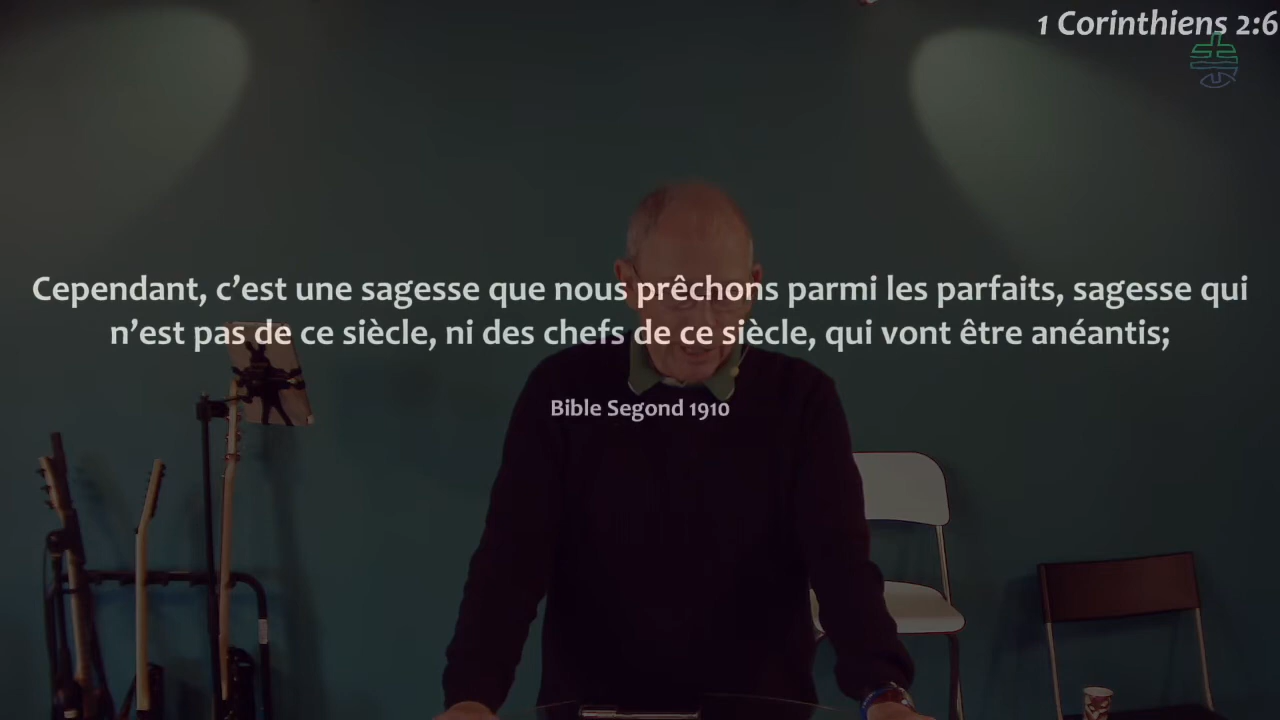 1 Corinthiens 2:6
Cependant, c’est une sagesse que nous prêchons parmi les parfaits, sagesse qui
n’est pas de ce siècle, ni des chefs de ce siècle, qui vont être anéantis;
Bible Segond 1910